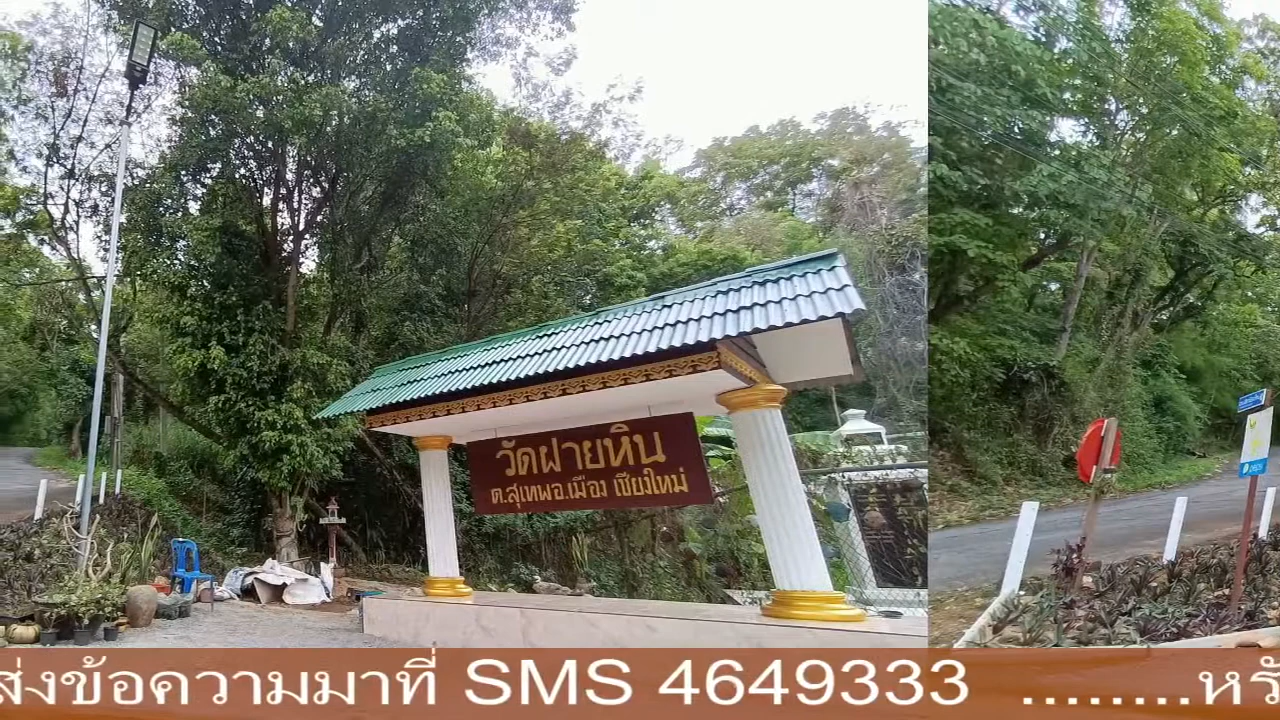 วัดฝายหิน
ต.สุเทพอ.เมือง เชียงใหม่
ส่งข้อความมาที่ SMS 4649333 ........หรั